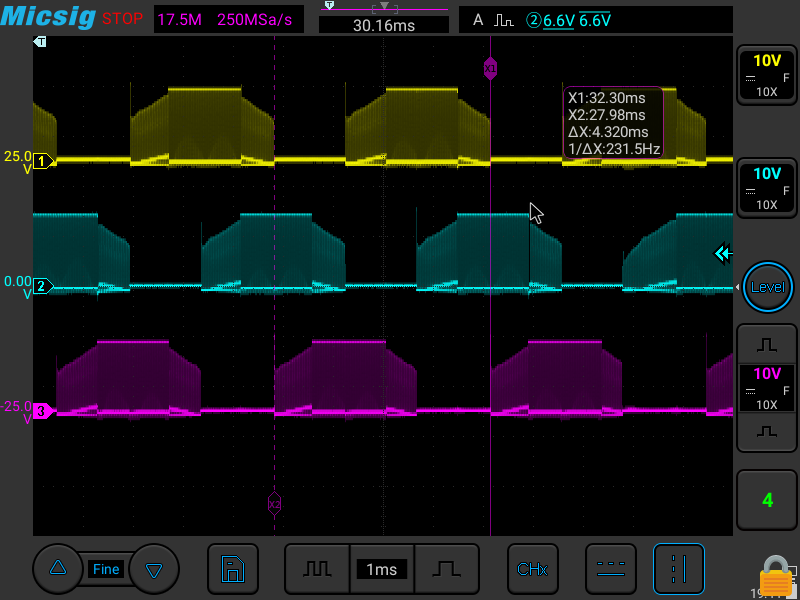 Micsig STOP 17.5M 250MSa/s T 30.16ms A ②6.6V 6.6V
T
X1
10V
F
10X
X1:32.30ms
X2:27.98ms
ΔX:4.320ms
1/ΔX:231.5Hz
25.0
V
1
10V
F
10X
0.00
V
2
Level
10V
F
10X
-25.0
V
3
X2
4
Fine
1ms
CHx